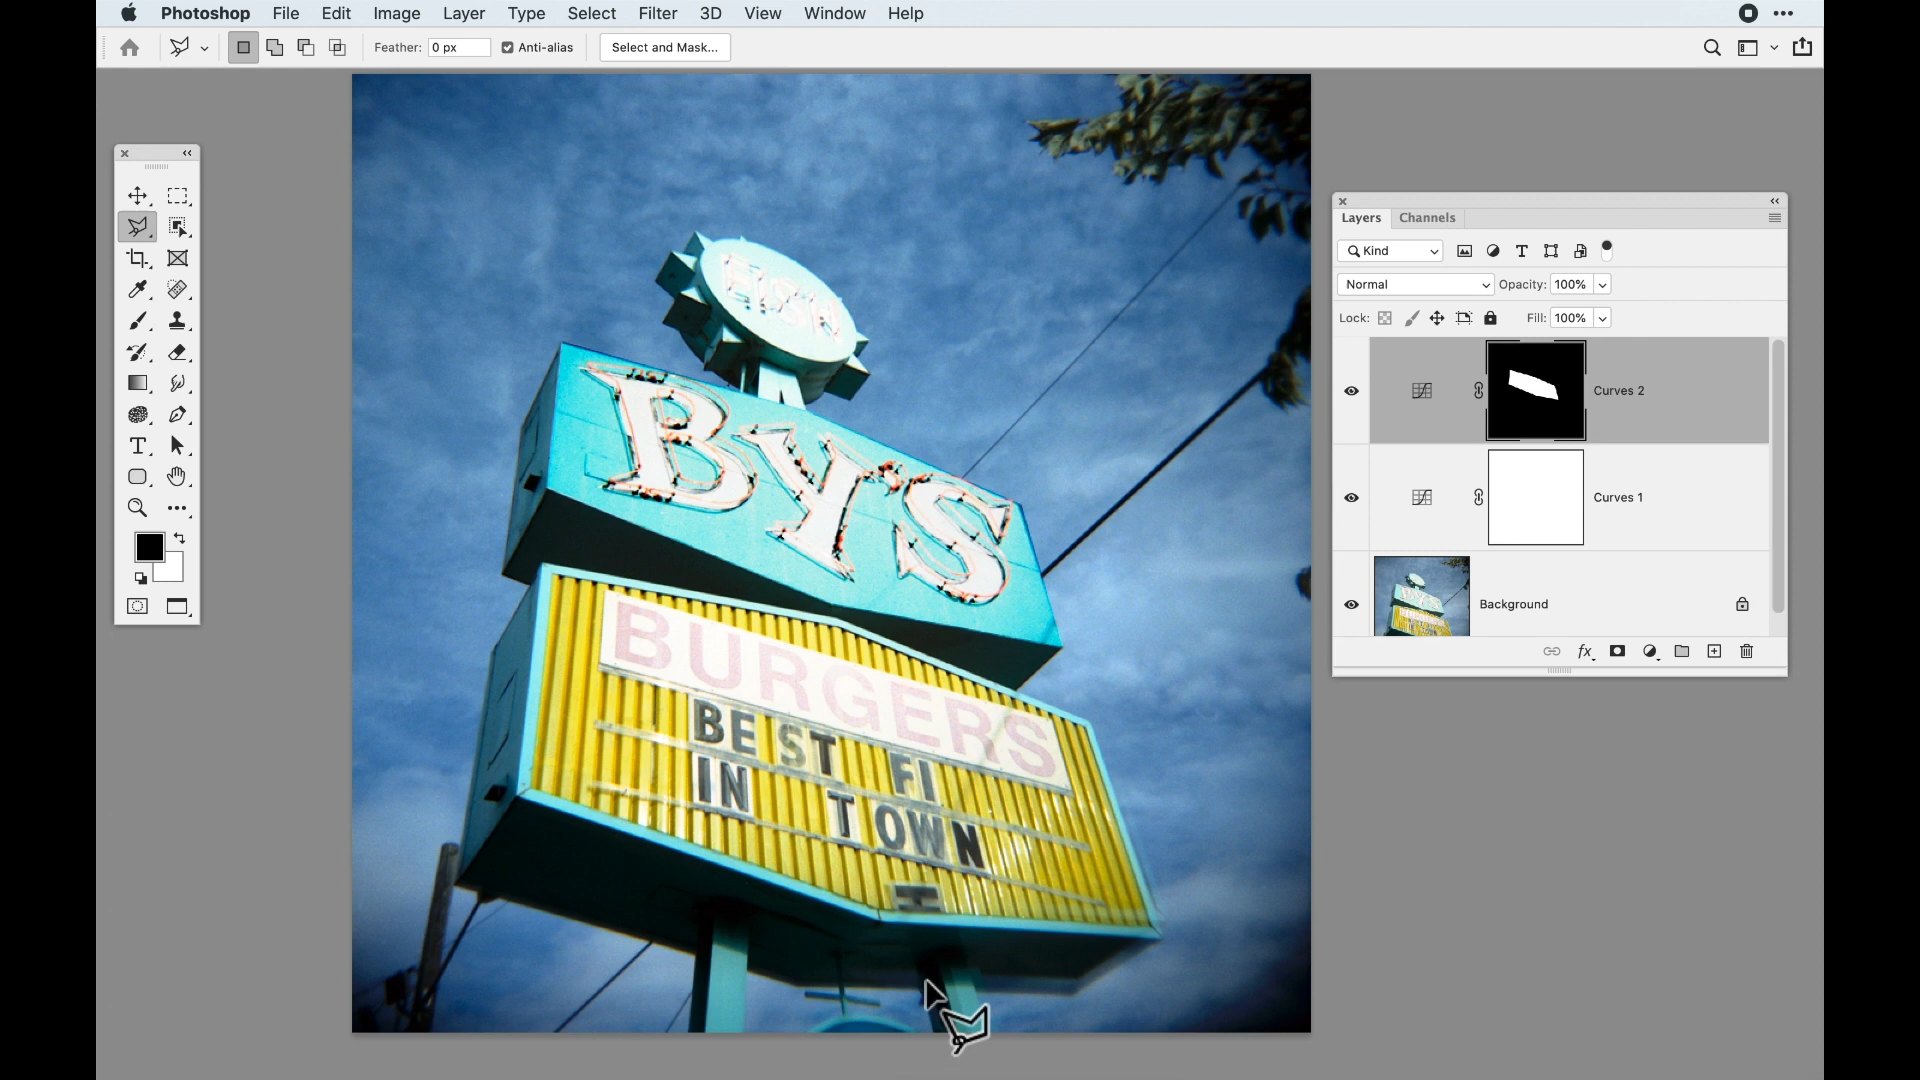 Photoshop File Edit Image Layer Type Select Filter 3D View Window Help
Feather: 0 px Anti-alias Select and Mask...
BY'S
BURGERS
BEST FI
IN TOWN
H
Layers Channels
Kind
Normal Opacity: 100%
Lock: Fill: 100%
Curves 2
Curves 1
Background
fx